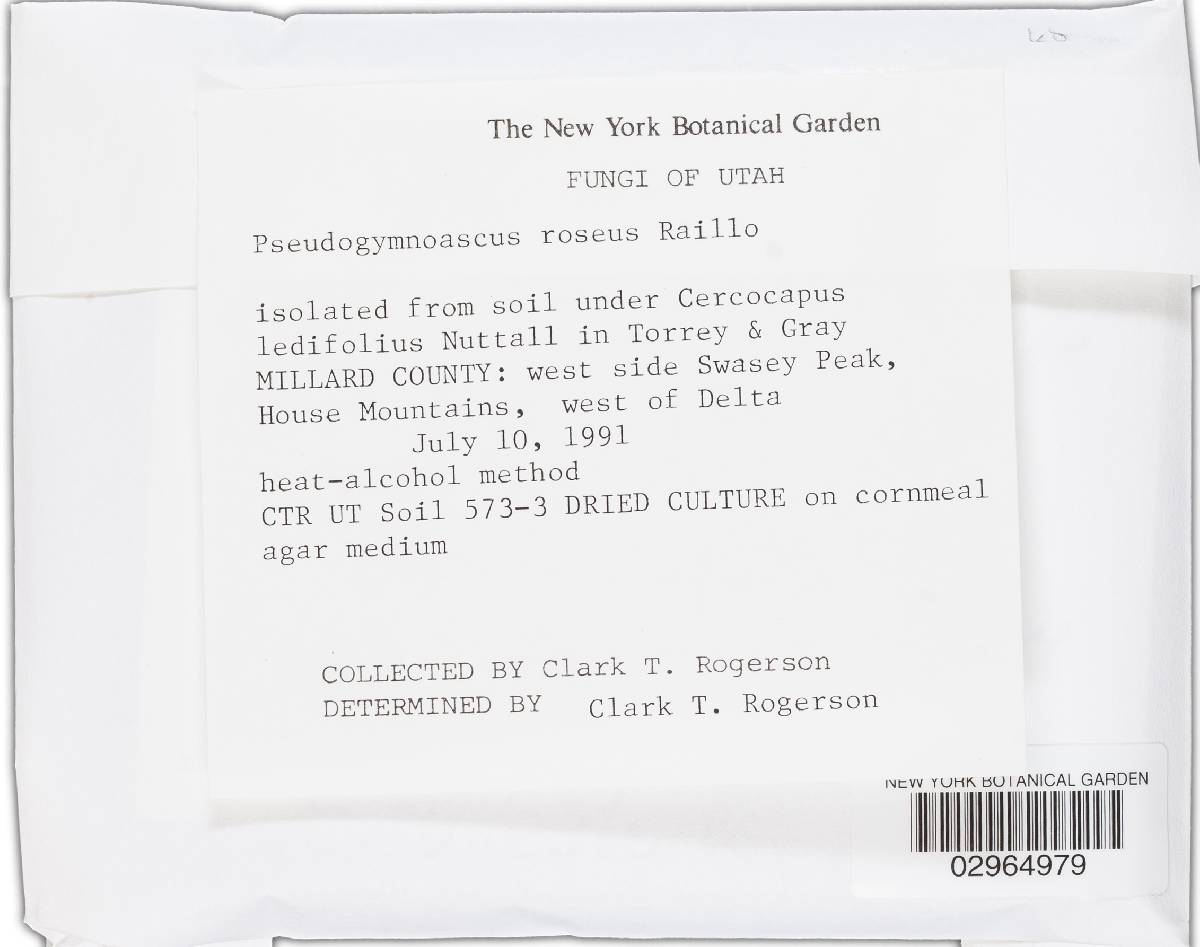 The New York Botanical Garden
FUNGI OF UTAH
Pseudogymnoascus roseus Raillo
isolated from soil under Cercocapus
ledifolius Nuttall in Torrey & Gray
MILLARD COUNTY: west side Swasey Peak,
House Mountains, west of Delta
July 10, 1991
heat-alcohol method
CTR UT Soil 573-3 DRIED CULTURE on cornmeal
agar medium
COLLECTED BY Clark T. Rogerson
DETERMINED BY Clark T. Rogerson
NEW YORK BOTANICAL GARDEN
02964979